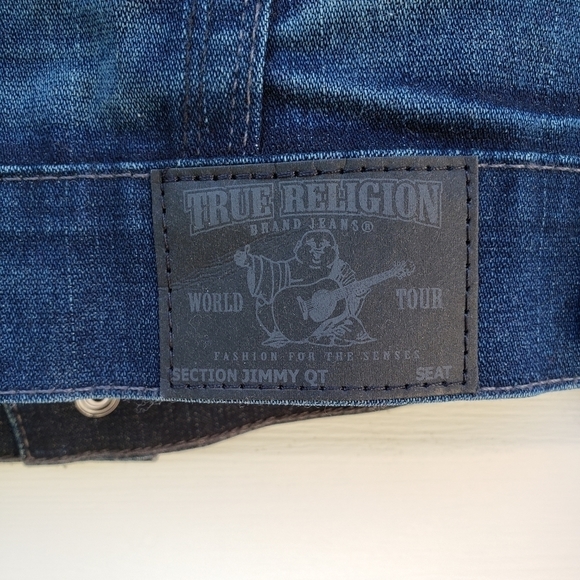 TRUE RELIGION
BRAND JEANS®
WORLD TOUR
FASHION FOR THE SENSES
SECTION JIMMY QT SEAT